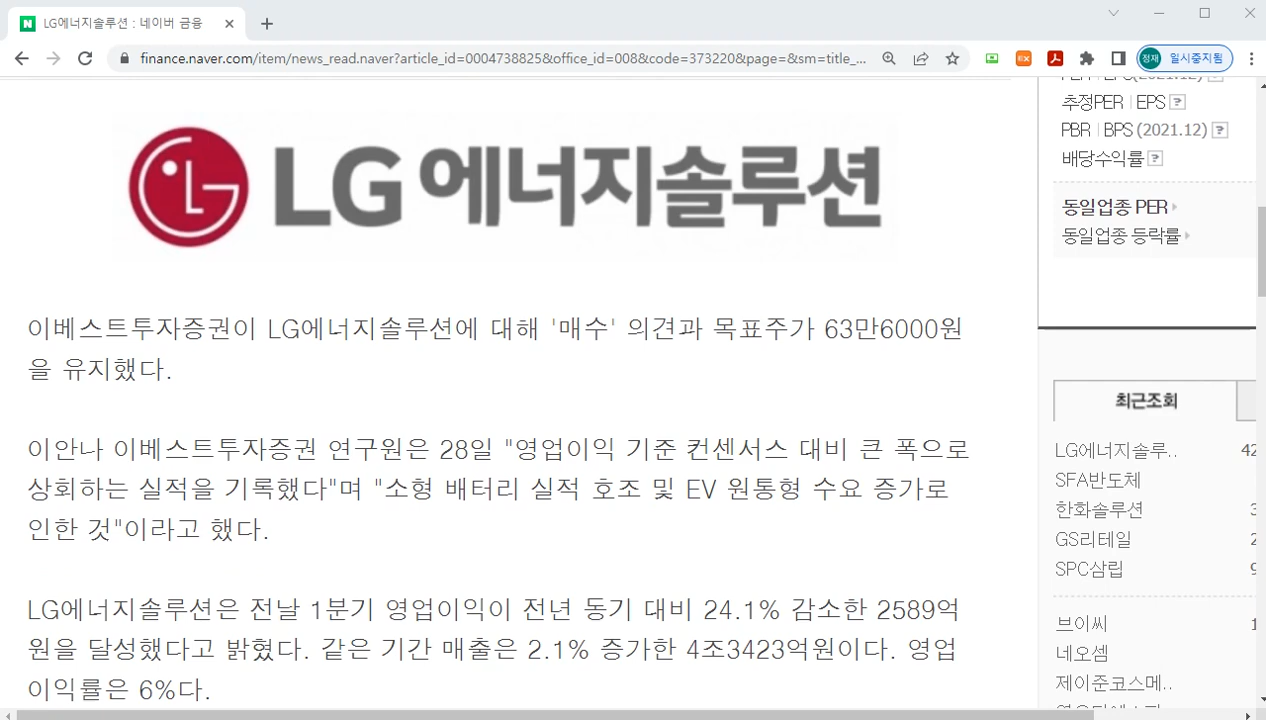 LG에너지솔루션 : 네이버 금융
finance.naver.com/item/news_read.naver?article_id=0004738825&office_id=008&code=373220&page=&sm=title_...
EX
정재 일시중지됨
LG에너지솔루션
이베스트투자증권이 LG에너지솔루션에 대해 '매수' 의견과 목표주가 63만6000원
을 유지했다.
이안나 이베스트투자증권 연구원은 28일 "영업이익 기준 컨센서스 대비 큰 폭으로
상회하는 실적을 기록했다"며 "소형 배터리 실적 호조 및 EV 원통형 수요 증가로
인한 것"이라고 했다.
LG에너지솔루션은 전날 1분기 영업이익이 전년 동기 대비 24.1% 감소한 2589억
원을 달성했다고 밝혔다. 같은 기간 매출은 2.1% 증가한 4조3423억원이다. 영업
이익률은 6%다.
추정PER | EPS ?
PBR | BPS (2021.12) ?
배당수익률 ?
동일업종 PER
동일업종 등락률
최근조회
LG에너지솔루.. 42
SFA반도체
한화솔루션 3
GS리테일 2
SPC삼립 9
브이씨 1
네오셈
제이준코스메..